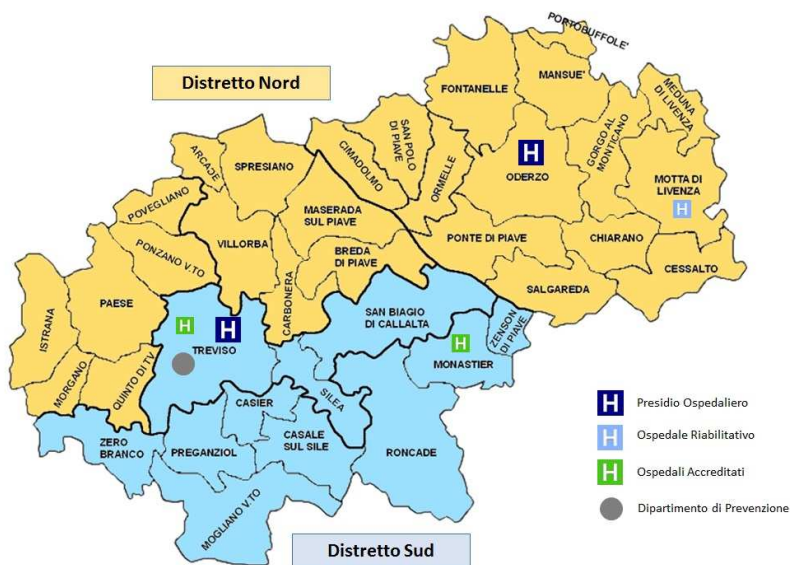 PORTOBUFFOLE'
Distretto Nord
FONTANELLE
MANSUE'
MEDUNA
DI LIVENZA
SAN POLO
DI PIAVE
CIMADOLMO
ORMELLE
H
ODERZO
GORGO AL
MONTICANO
MOTTA DI
LIVENZA
H
ARCADE
SPRESIANO
POVEGLIANO
MASERADA
SUL PIAVE
PONZANO V.TO
VILLORBA
BREDA
DI PIAVE
PONTE DI PIAVE
CHIARANO
CESSALTO
SALGAREDA
CARBONERA
PAESE
ISTRANA
MORGANO
QUINTO DI TV
H
H
TREVISO
SAN BIAGIO
DI CALLALTA
ZENSON
DI PIAVE
H
MONASTIER
SILEA
CASIER
ZERO
BRANCO
PREGANZIOL
CASALE
SUL SILE
RONCADE
MOGLIANO V.TO
Distretto Sud
H Presidio Ospedaliero
H Ospedale Riabilitativo
H Ospedali Accreditati
Dipartimento di Prevenzione